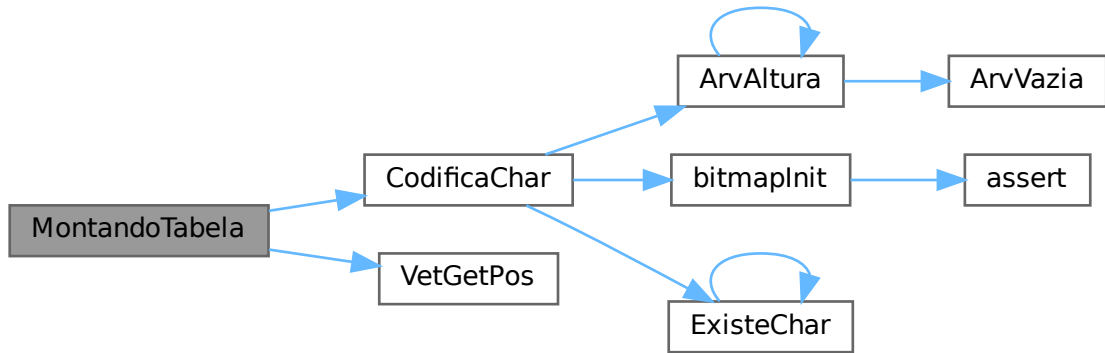 MontandoTabela
CodificaChar
VetGetPos
ArvAltura
bitmapInit
ExisteChar
ArvVazia
assert